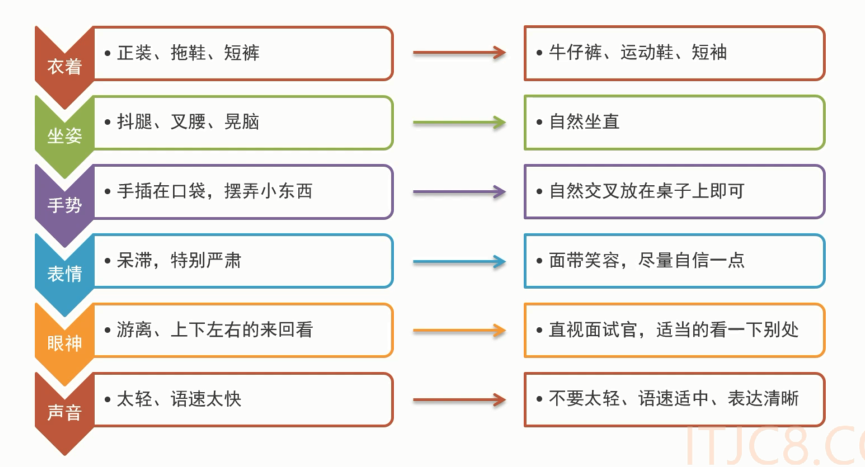 衣着
• 正装、拖鞋、短裤
• 牛仔裤、运动鞋、短袖
坐姿
• 抖腿、叉腰、晃脑
• 自然坐直
手势
• 手插在口袋，摆弄小东西
• 自然交叉放在桌子上即可
表情
• 呆滞，特别严肃
• 面带笑容，尽量自信一点
眼神
• 游离、上下左右的来回看
• 直视面试官，适当的看一下别处
声音
• 太轻、语速太快
• 不要太轻、语速适中、表达清晰
ITJC8.CO